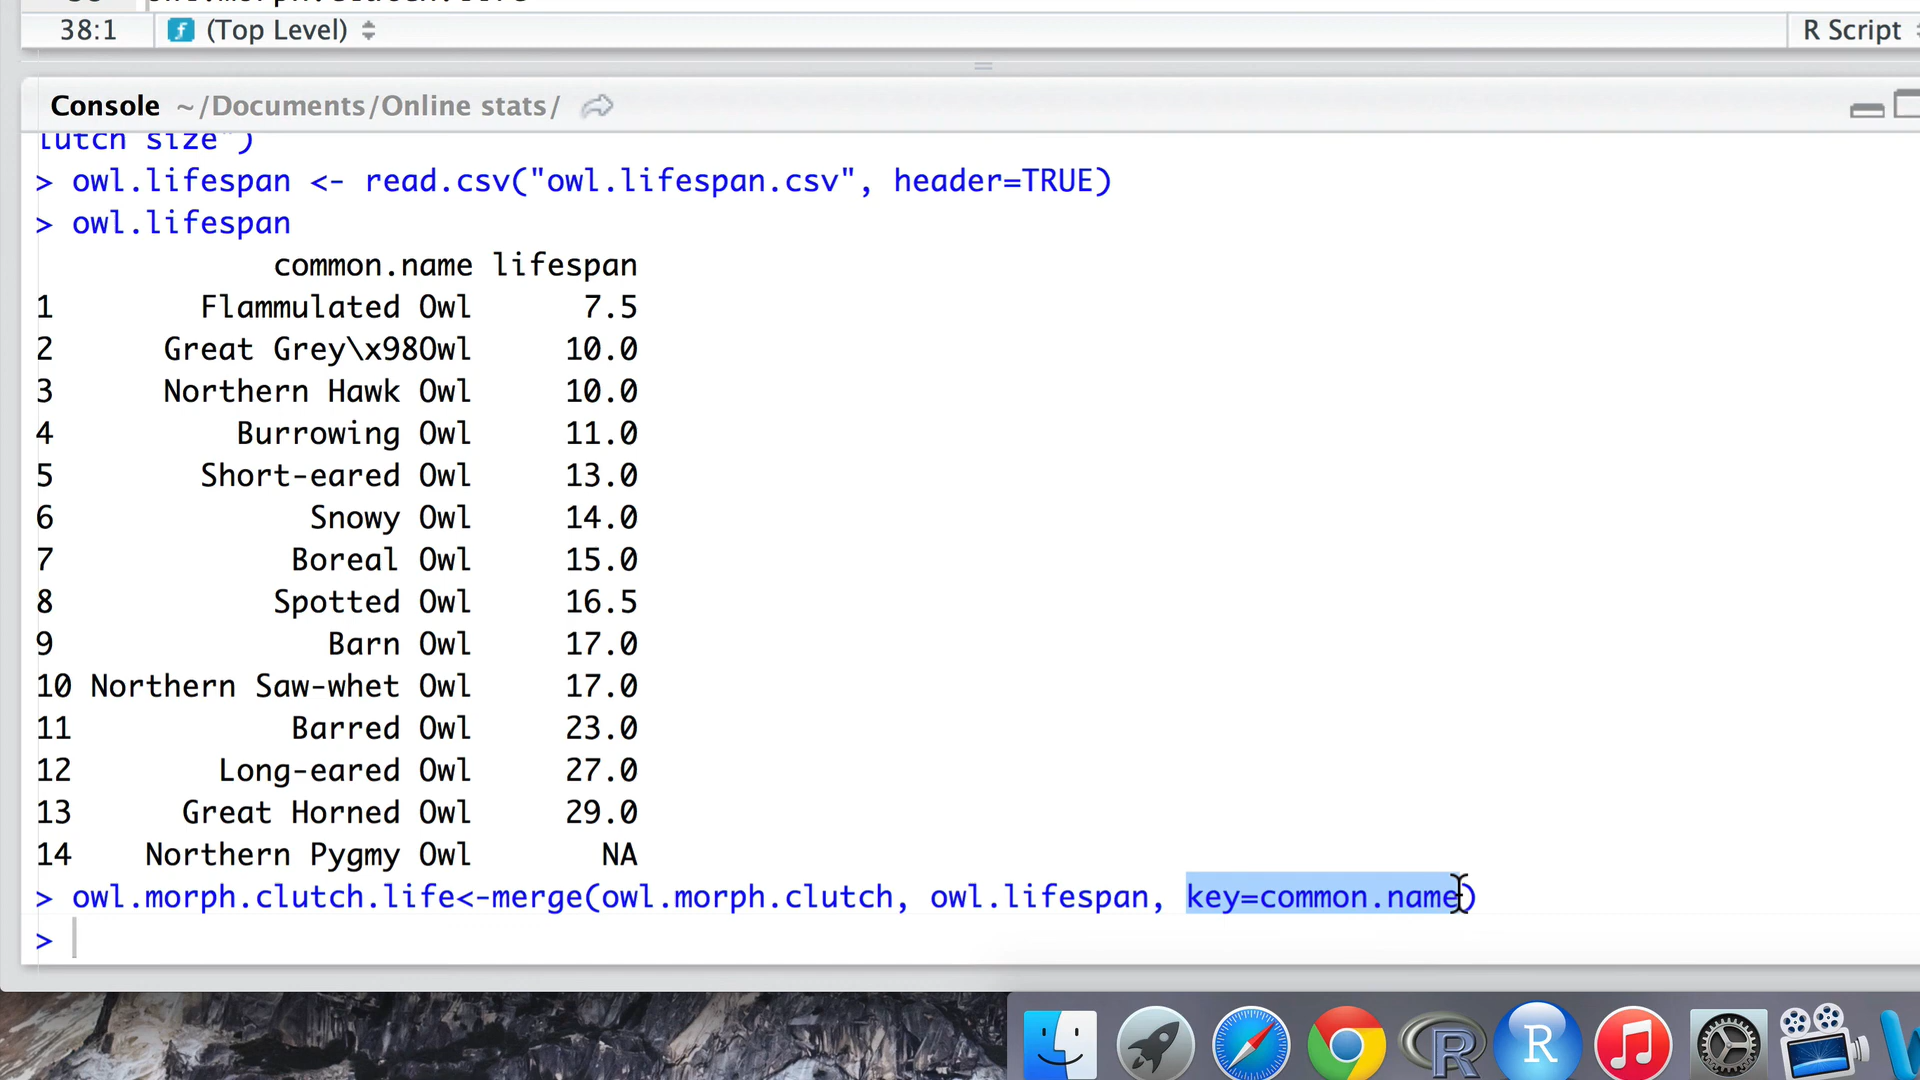 38:1 (Top Level) R Script
Console ~/Documents/Online stats/
lutch size")
> owl.lifespan <- read.csv("owl.lifespan.csv", header=TRUE)
> owl.lifespan
common.name lifespan
1 Flammulated Owl 7.5
2 Great Grey\x98Owl 10.0
3 Northern Hawk Owl 10.0
4 Burrowing Owl 11.0
5 Short-eared Owl 13.0
6 Snowy Owl 14.0
7 Boreal Owl 15.0
8 Spotted Owl 16.5
9 Barn Owl 17.0
10 Northern Saw-whet Owl 17.0
11 Barred Owl 23.0
12 Long-eared Owl 27.0
13 Great Horned Owl 29.0
14 Northern Pygmy Owl NA
> owl.morph.clutch.life<-merge(owl.morph.clutch, owl.lifespan, key=common.name)
>
R R